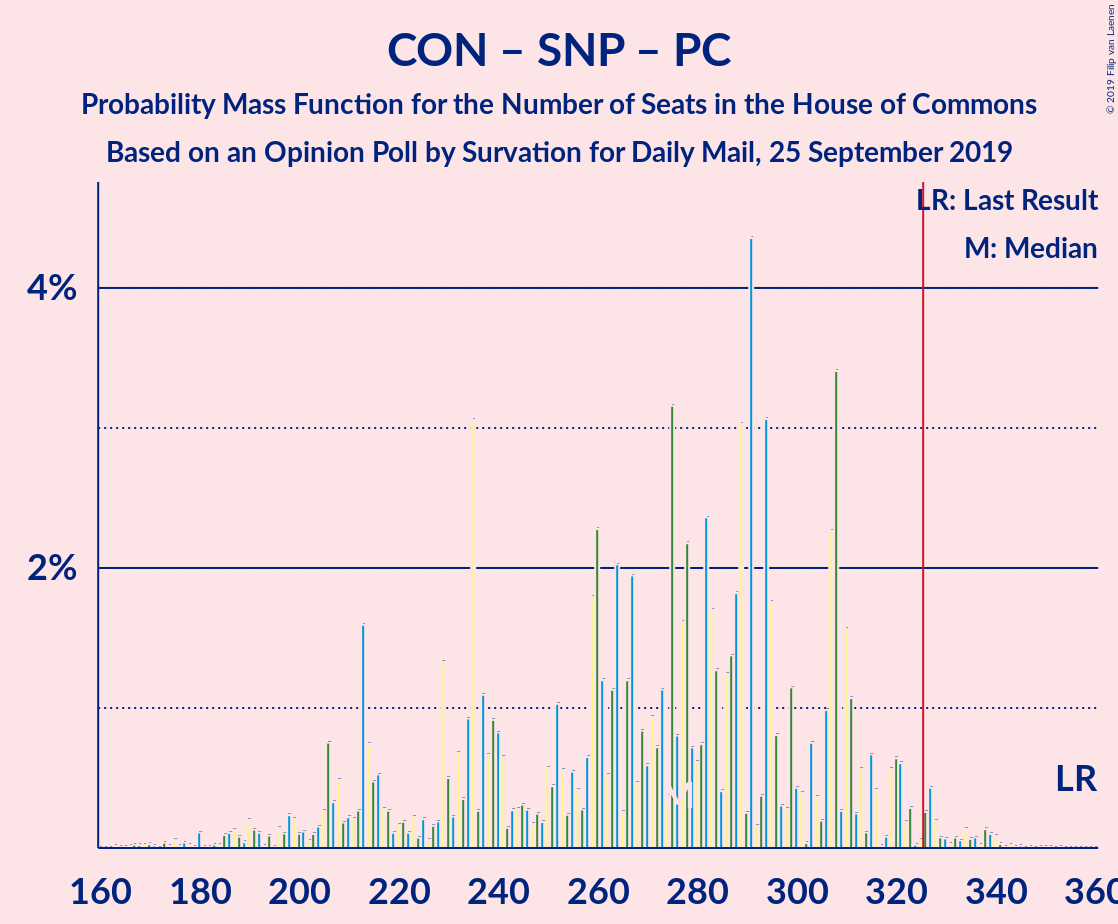 CON – SNP – PC
Probability Mass Function for the Number of Seats in the House of Commons
Based on an Opinion Poll by Survation for Daily Mail, 25 September 2019
© 2019 Filip van Laenen
LR: Last Result
M: Median
4%
2%
M
LR
160 180 200 220 240 260 280 300 320 340 360